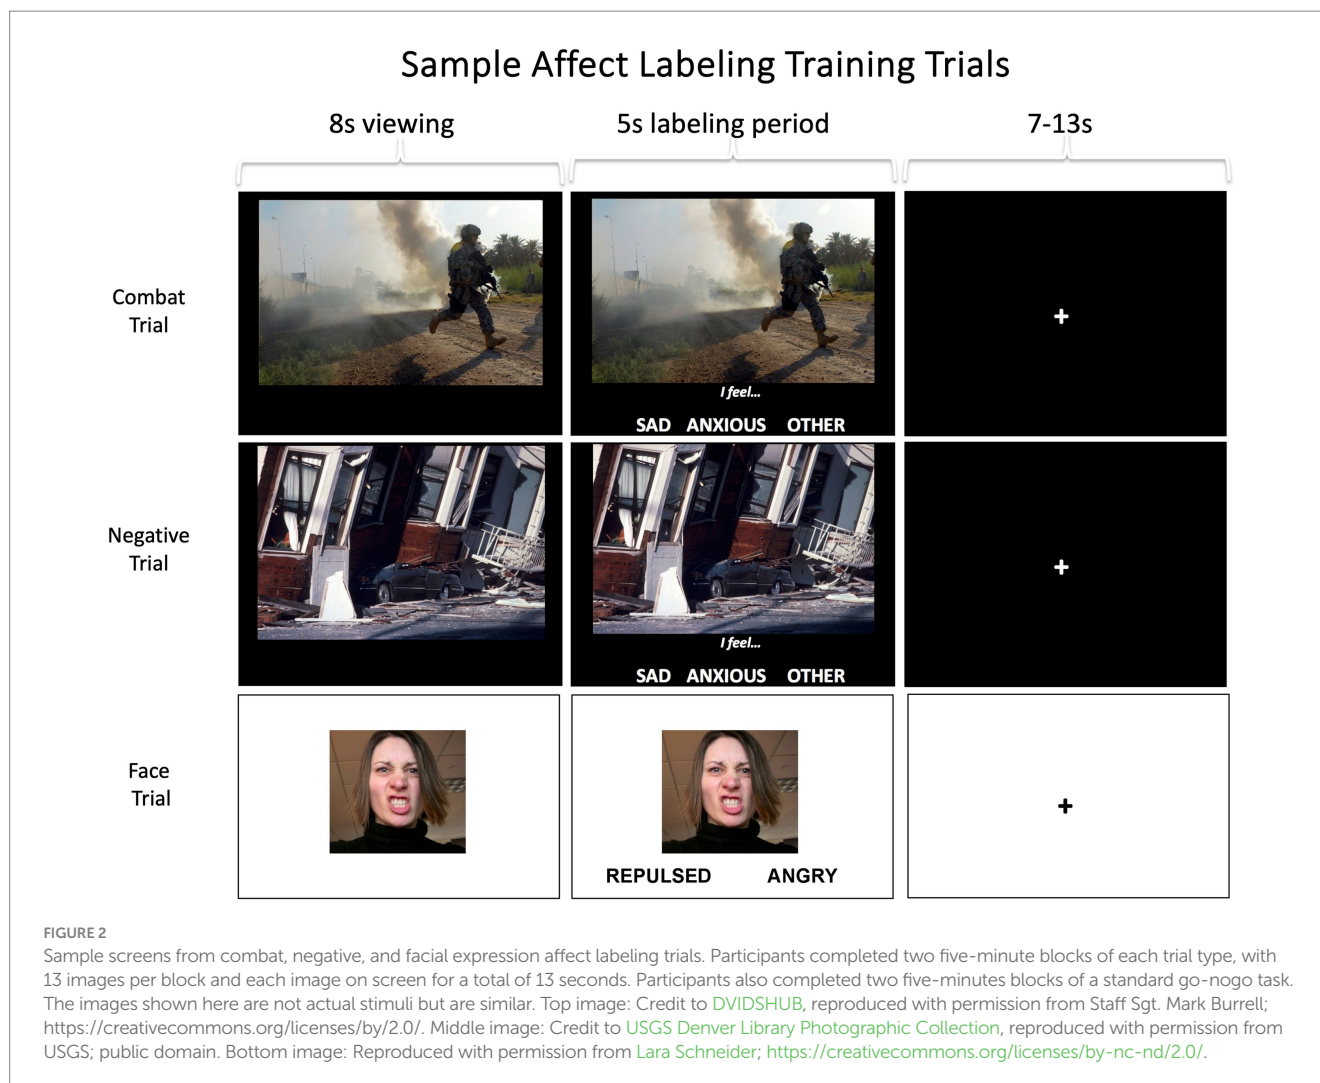 Sample Affect Labeling Training Trials
8s viewing
5s labeling period
7-13s
Combat
Trial
I feel...
SAD ANXIOUS OTHER
Negative
Trial
I feel...
SAD ANXIOUS OTHER
Face
Trial
REPULSED ANGRY
FIGURE 2
Sample screens from combat, negative, and facial expression affect labeling trials. Participants completed two five-minute blocks of each trial type, with
13 images per block and each image on screen for a total of 13 seconds. Participants also completed two five-minutes blocks of a standard go-nogo task.
The images shown here are not actual stimuli but are similar. Top image: Credit to DVIDSHUB, reproduced with permission from Staff Sgt. Mark Burrell;
https://creativecommons.org/licenses/by/2.0/. Middle image: Credit to USGS Denver Library Photographic Collection, reproduced with permission from
USGS; public domain. Bottom image: Reproduced with permission from Lara Schneider; https://creativecommons.org/licenses/by-nc-nd/2.0/.